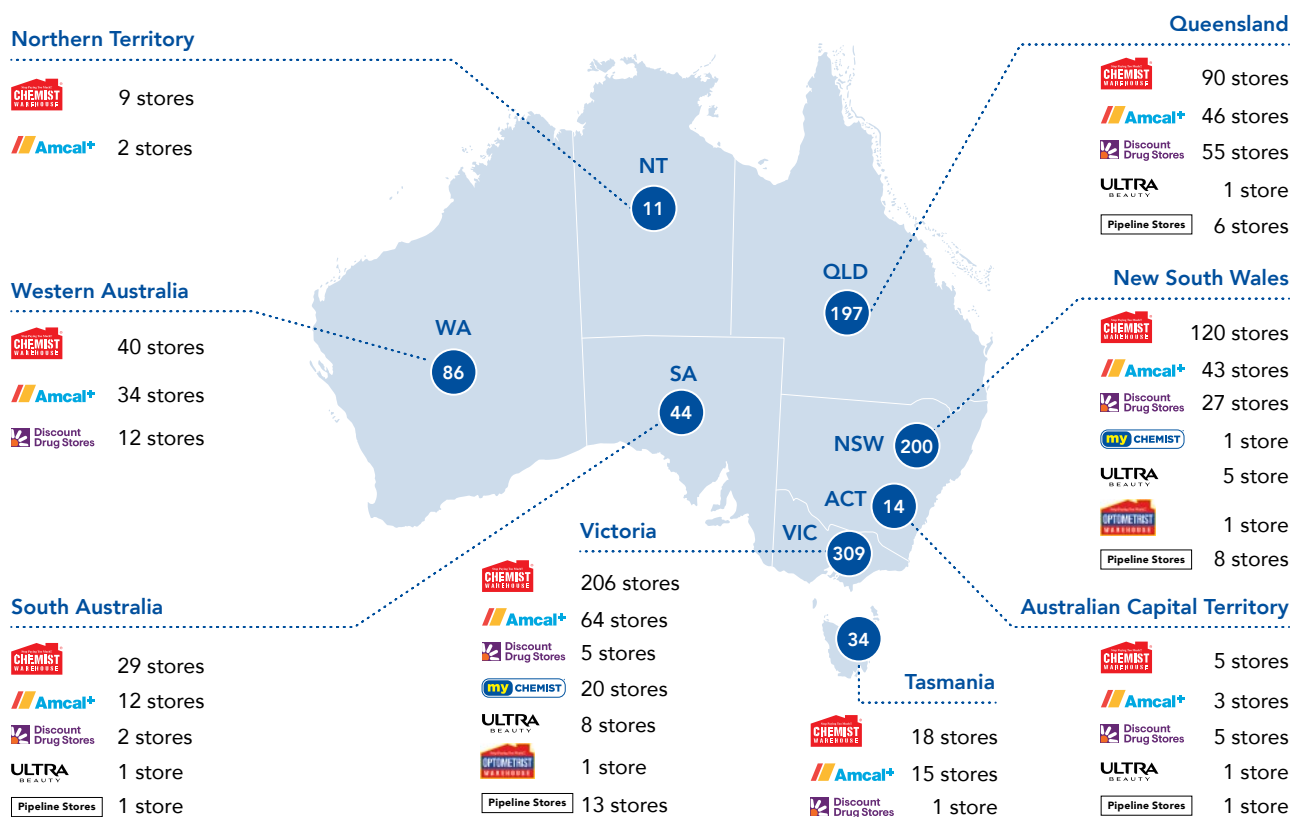 Northern Territory
CHEMIST
WAREHOUSE
9 stores
Amcal+
2 stores
Western Australia
CHEMIST
WAREHOUSE
40 stores
Amcal+
34 stores
Discount
Drug Stores
12 stores
South Australia
CHEMIST
WAREHOUSE
29 stores
Amcal+
12 stores
Discount
Drug Stores
2 stores
ULTRA
BEAUTY
1 store
Pipeline Stores
1 store
NT
11
WA
86
SA
44
QLD
197
NSW
200
ACT
14
VIC
309
34
Victoria
CHEMIST
WAREHOUSE
206 stores
Amcal+
64 stores
Discount
Drug Stores
5 stores
my CHEMIST
20 stores
ULTRA
BEAUTY
8 stores
OPTOMETRIST
WAREHOUSE
1 store
Pipeline Stores
13 stores
Tasmania
CHEMIST
WAREHOUSE
18 stores
Amcal+
15 stores
Discount
Drug Stores
1 store
Queensland
CHEMIST
WAREHOUSE
90 stores
Amcal+
46 stores
Discount
Drug Stores
55 stores
ULTRA
BEAUTY
1 store
Pipeline Stores
6 stores
New South Wales
CHEMIST
WAREHOUSE
120 stores
Amcal+
43 stores
Discount
Drug Stores
27 stores
my CHEMIST
1 store
ULTRA
BEAUTY
5 store
OPTOMETRIST
WAREHOUSE
1 store
Pipeline Stores
8 stores
Australian Capital Territory
CHEMIST
WAREHOUSE
5 stores
Amcal+
3 stores
Discount
Drug Stores
5 stores
ULTRA
BEAUTY
1 store
Pipeline Stores
1 store